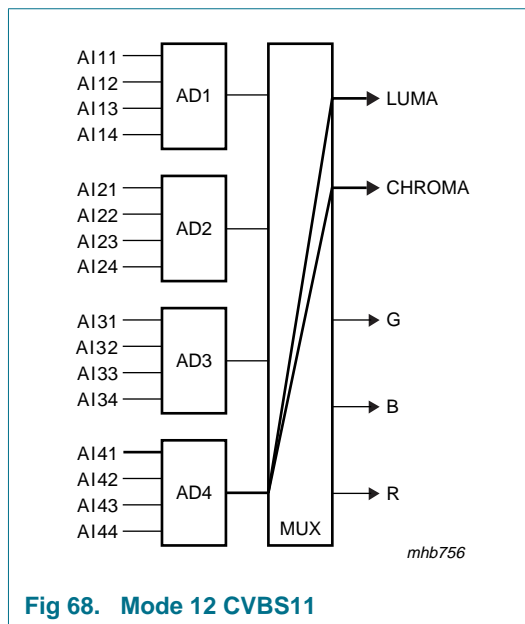 AI11
AI12
AI13
AI14
AD1
AI21
AI22
AI23
AI24
AD2
AI31
AI32
AI33
AI34
AD3
AI41
AI42
AI43
AI44
AD4
MUX
LUMA
CHROMA
G
B
R
mhb756
Fig 68. Mode 12 CVBS11